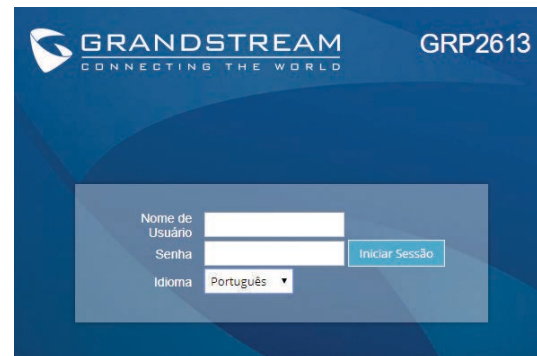 GRANDSTREAM
CONNECTING THE WORLD
GRP2613
Nome de
Usuário
Senha
Iniciar Sessão
Idioma
Português